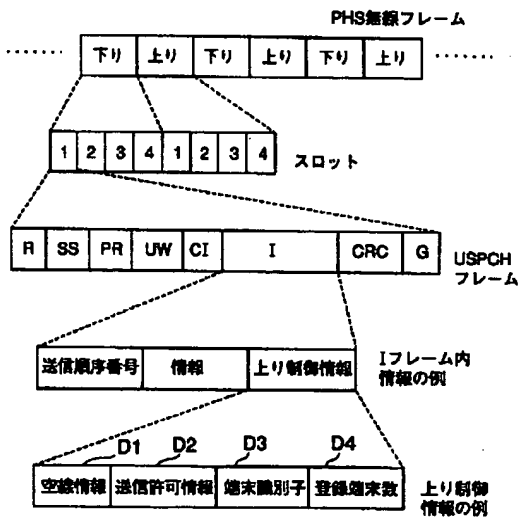 PHS無線フレーム
下り 上り 下り 上り 下り 上り
1 2 3 4 1 2 3 4
スロット
R SS PR UW CI I CRC G
USPCH
フレーム
送信順序番号 情報 上り制御情報
Iフレーム内
情報の例
D1 D2 D3 D4
空線情報 送信許可情報 端末識別子 登録端末数
上り制御
情報の例